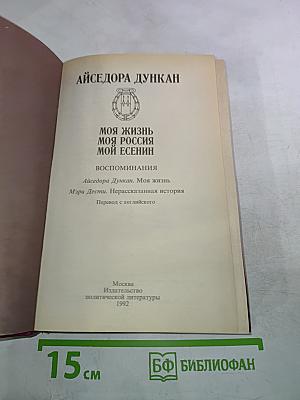 АЙСЕДОРА ДУНКАН
МОЯ ЖИЗНЬ
МОЯ РОССИЯ
МОЙ ЕСЕНИН
ВОСПОМИНАНИЯ
Айседора Дункан. Моя жизнь
Мэри Дести. Нерассказанная история
Перевод с английского
Москва
Издательство
политической литературы
1992
15 см
БФ БИБЛИОФАН